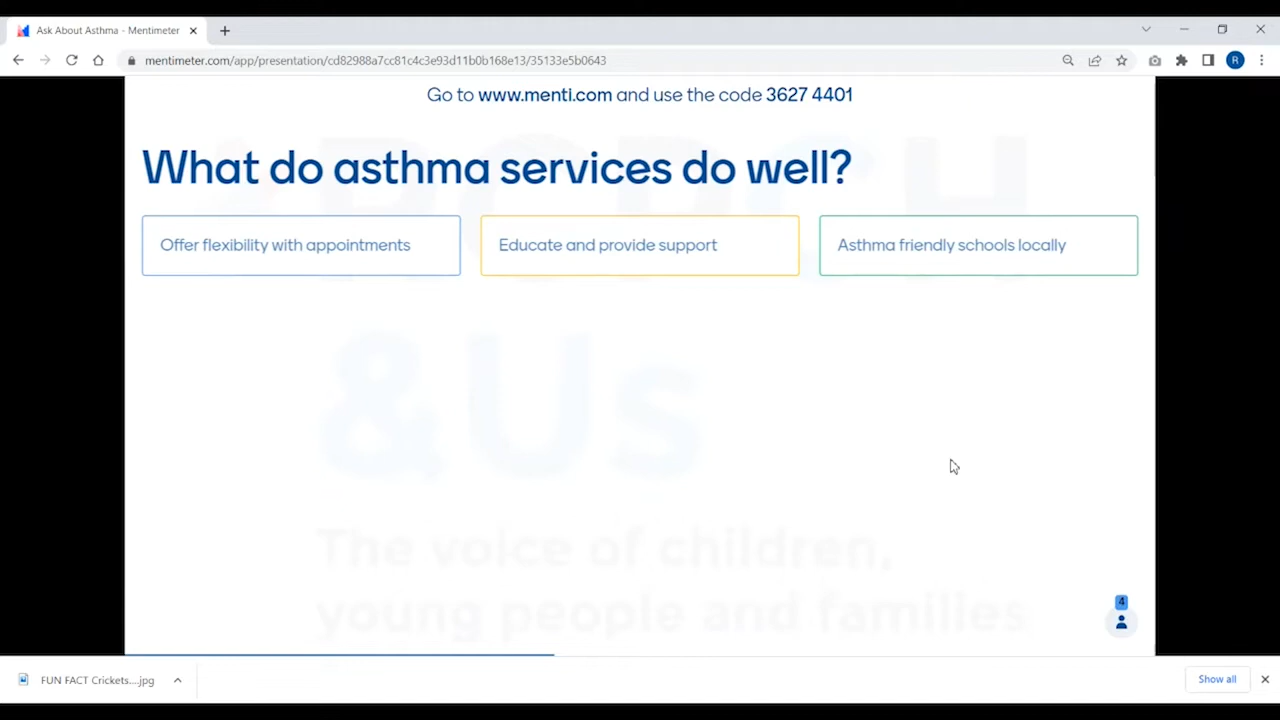 Ask About Asthma - Mentimeter
mentimeter.com/app/presentation/cd82988a7cc81c4c3e93d11b0b168e13/35133e5b0643
R
Go to www.menti.com and use the code 3627 4401
What do asthma services do well?
Offer flexibility with appointments
Educate and provide support
Asthma friendly schools locally
RCPCH
&Us
The voice of children,
young people and families
4
FUN FACT Crickets....jpg
Show all